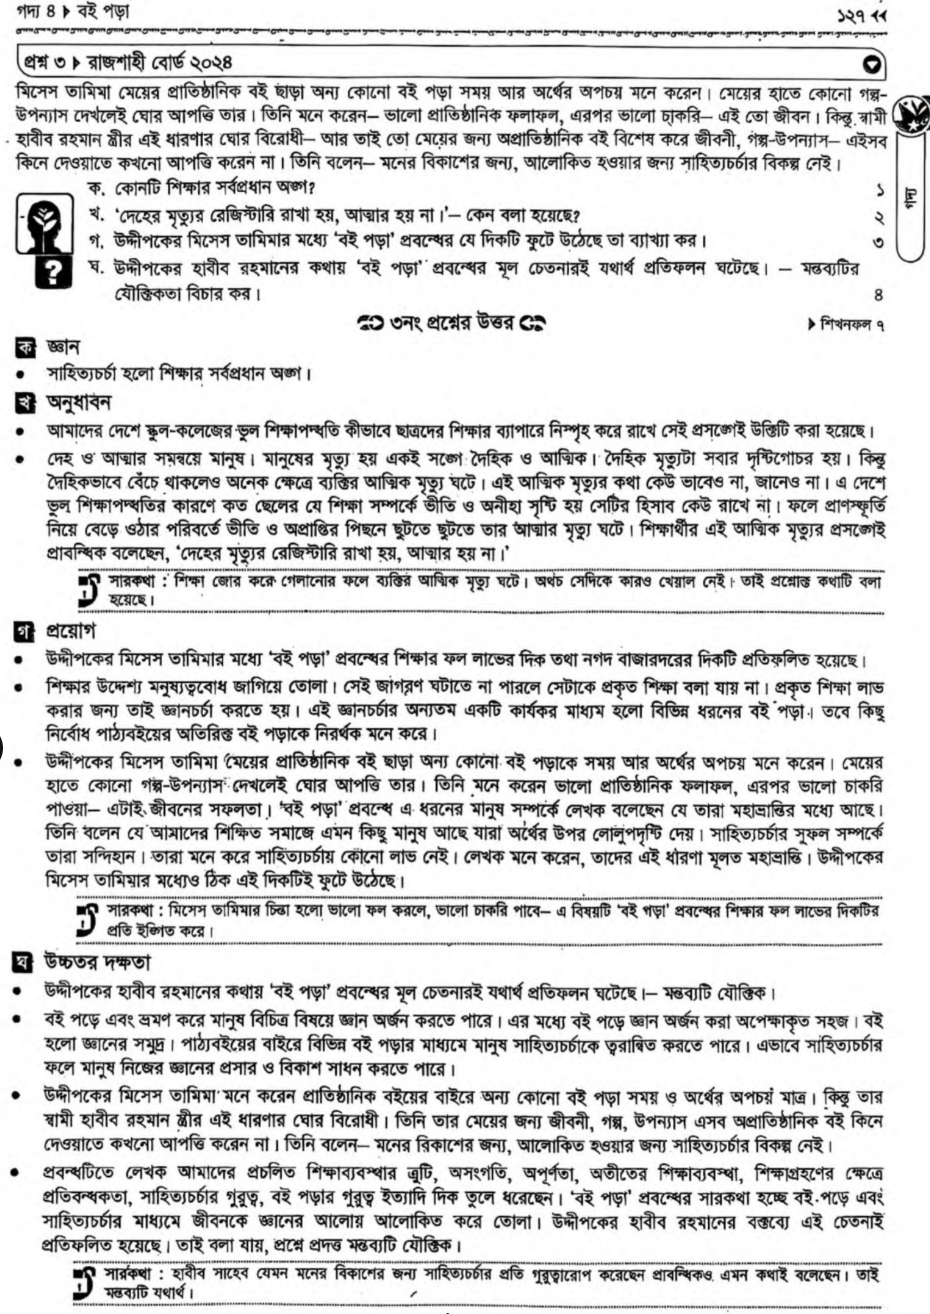 গদ্য ৪ ▶ বই পড়া
১২৭
প্রশ্ন ৩ ▶ রাজশাহী বোর্ড ২০২৪
মিসেস তামিমা মেয়ের প্রাতিষ্ঠানিক বই ছাড়া অন্য কোনো বই পড়া সময় আর অর্থের অপচয় মনে করেন। মেয়ের হাতে কোনো গল্প-
উপন্যাস দেখলেই ঘোর আপত্তি তার। তিনি মনে করেন– ভালো প্রাতিষ্ঠানিক ফলাফল, এরপর ভালো চাকরি– এই তো জীবন। কিন্তু স্বামী
হাবীব রহমান স্ত্রীর এই ধারণার ঘোর বিরোধী– আর তাই তো মেয়ের জন্য অপ্রাতিষ্ঠানিক বই বিশেষ করে জীবনী, গল্প-উপন্যাস– এইসব
কিনে দেওয়াতে কখনো আপত্তি করেন না। তিনি বলেন– মনের বিকাশের জন্য, আলোকিত হওয়ার জন্য সাহিত্যচর্চার বিকল্প নেই।
গদ্য
ক. কোনটি শিক্ষার সর্বপ্রধান অঙ্গ? ১
খ. ‘দেহের মৃত্যুর রেজিস্টারি রাখা হয়, আত্মার হয় না।’– কেন বলা হয়েছে? ২
গ. উদ্দীপকের মিসেস তামিমার মধ্যে ‘বই পড়া’ প্রবন্ধের যে দিকটি ফুটে উঠেছে তা ব্যাখ্যা কর। ৩
ঘ. উদ্দীপকের হাবীব রহমানের কথায় ‘বই পড়া’ প্রবন্ধের মূল চেতনারই যথার্থ প্রতিফলন ঘটেছে। – মন্তব্যটির
যৌক্তিকতা বিচার কর। ৪
৩নং প্রশ্নের উত্তর ▶ শিখনফল ৭
ক জ্ঞান
• সাহিত্যচর্চা হলো শিক্ষার সর্বপ্রধান অঙ্গ।
খ অনুধাবন
• আমাদের দেশে স্কুল-কলেজের ভুল শিক্ষাপদ্ধতি কীভাবে ছাত্রদের শিক্ষার ব্যাপারে নিস্পৃহ করে রাখে সেই প্রসঙ্গেই উক্তিটি করা হয়েছে।
• দেহ ও আত্মার সমন্বয়ে মানুষ। মানুষের মৃত্যু হয় একই সঙ্গে দৈহিক ও আত্মিক। দৈহিক মৃত্যুটা সবার দৃষ্টিগোচর হয়। কিন্তু
দৈহিকভাবে বেঁচে থাকলেও অনেক ক্ষেত্রে ব্যক্তির আত্মিক মৃত্যু ঘটে। এই আত্মিক মৃত্যুর কথা কেউ ভাবেও না, জানেও না। এ দেশে
ভুল শিক্ষাপদ্ধতির কারণে কত ছেলের যে শিক্ষা সম্পর্কে ভীতি ও অনীহা সৃষ্টি হয় সেটির হিসাব কেউ রাখে না। ফলে প্রাণস্ফূর্তি
নিয়ে বেড়ে ওঠার পরিবর্তে ভীতি ও অপ্রাপ্তির পিছনে ছুটতে ছুটতে তার আত্মার মৃত্যু ঘটে। শিক্ষার্থীর এই আত্মিক মৃত্যুর প্রসঙ্গেই
প্রাবন্ধিক বলেছেন, ‘দেহের মৃত্যুর রেজিস্টারি রাখা হয়, আত্মার হয় না।’
সারকথা : শিক্ষা জোর করে গেলানোর ফলে ব্যক্তির আত্মিক মৃত্যু ঘটে। অথচ সেদিকে কারও খেয়াল নেই। তাই প্রশ্নোক্ত কথাটি বলা
হয়েছে।
গ প্রয়োগ
• উদ্দীপকের মিসেস তামিমার মধ্যে ‘বই পড়া’ প্রবন্ধের শিক্ষার ফল লাভের দিক তথা নগদ বাজারদরের দিকটি প্রতিফলিত হয়েছে।
• শিক্ষার উদ্দেশ্য মনুষ্যত্ববোধ জাগিয়ে তোলা। সেই জাগরণ ঘটাতে না পারলে সেটাকে প্রকৃত শিক্ষা বলা যায় না। প্রকৃত শিক্ষা লাভ
করার জন্য তাই জ্ঞানচর্চা করতে হয়। এই জ্ঞানচর্চার অন্যতম একটি কার্যকর মাধ্যম হলো বিভিন্ন ধরনের বই পড়া। তবে কিছু
নির্বোধ পাঠ্যবইয়ের অতিরিক্ত বই পড়াকে নিরর্থক মনে করে।
• উদ্দীপকের মিসেস তামিমা মেয়ের প্রাতিষ্ঠানিক বই ছাড়া অন্য কোনো বই পড়াকে সময় আর অর্থের অপচয় মনে করেন। মেয়ের
হাতে কোনো গল্প-উপন্যাস দেখলেই ঘোর আপত্তি তার। তিনি মনে করেন ভালো প্রাতিষ্ঠানিক ফলাফল, এরপর ভালো চাকরি
পাওয়া– এটাই জীবনের সফলতা। ‘বই পড়া’ প্রবন্ধে এ ধরনের মানুষ সম্পর্কে লেখক বলেছেন যে তারা মহাভ্রান্তির মধ্যে আছে।
তিনি বলেন যে আমাদের শিক্ষিত সমাজে এমন কিছু মানুষ আছে যারা অর্থের উপর লোলুপদৃষ্টি দেয়। সাহিত্যচর্চার সুফল সম্পর্কে
তারা সন্দিহান। তারা মনে করে সাহিত্যচর্চায় কোনো লাভ নেই। লেখক মনে করেন, তাদের এই ধারণা মূলত মহাভ্রান্তি। উদ্দীপকের
মিসেস তামিমার মধ্যেও ঠিক এই দিকটিই ফুটে উঠেছে।
সারকথা : মিসেস তামিমার চিন্তা হলো ভালো ফল করলে, ভালো চাকরি পাবে– এ বিষয়টি ‘বই পড়া’ প্রবন্ধের শিক্ষার ফল লাভের দিকটির
প্রতি ইঙ্গিত করে।
ঘ উচ্চতর দক্ষতা
• উদ্দীপকের হাবীব রহমানের কথায় ‘বই পড়া’ প্রবন্ধের মূল চেতনারই যথার্থ প্রতিফলন ঘটেছে।– মন্তব্যটি যৌক্তিক।
• বই পড়ে এবং ভ্রমণ করে মানুষ বিচিত্র বিষয়ে জ্ঞান অর্জন করতে পারে। এর মধ্যে বই পড়ে জ্ঞান অর্জন করা অপেক্ষাকৃত সহজ। বই
হলো জ্ঞানের সমুদ্র। পাঠ্যবইয়ের বাইরে বিভিন্ন বই পড়ার মাধ্যমে মানুষ সাহিত্যচর্চাকে ত্বরান্বিত করতে পারে। এভাবে সাহিত্যচর্চার
ফলে মানুষ নিজের জ্ঞানের প্রসার ও বিকাশ সাধন করতে পারে।
• উদ্দীপকের মিসেস তামিমা মনে করেন প্রাতিষ্ঠানিক বইয়ের বাইরে অন্য কোনো বই পড়া সময় ও অর্থের অপচয় মাত্র। কিন্তু তার
স্বামী হাবীব রহমান স্ত্রীর এই ধারণার ঘোর বিরোধী। তিনি তার মেয়ের জন্য জীবনী, গল্প, উপন্যাস এসব অপ্রাতিষ্ঠানিক বই কিনে
দেওয়াতে কখনো আপত্তি করেন না। তিনি বলেন– মনের বিকাশের জন্য, আলোকিত হওয়ার জন্য সাহিত্যচর্চার বিকল্প নেই।
• প্রবন্ধটিতে লেখক আমাদের প্রচলিত শিক্ষাব্যবস্থার ত্রুটি, অসংগতি, অপূর্ণতা, অতীতের শিক্ষাব্যবস্থা, শিক্ষাগ্রহণের ক্ষেত্রে
প্রতিবন্ধকতা, সাহিত্যচর্চার গুরুত্ব, বই পড়ার গুরুত্ব ইত্যাদি দিক তুলে ধরেছেন। ‘বই পড়া’ প্রবন্ধের সারকথা হচ্ছে বই পড়ে এবং
সাহিত্যচর্চার মাধ্যমে জীবনকে জ্ঞানের আলোয় আলোকিত করে তোলা। উদ্দীপকের হাবীব রহমানের বক্তব্যে এই চেতনাই
প্রতিফলিত হয়েছে। তাই বলা যায়, প্রশ্নে প্রদত্ত মন্তব্যটি যৌক্তিক।
সারকথা : হাবীব সাহেব যেমন মনের বিকাশের জন্য সাহিত্যচর্চার প্রতি গুরুত্বারোপ করেছেন প্রাবন্ধিকও এমন কথাই বলেছেন। তাই
মন্তব্যটি যথার্থ।